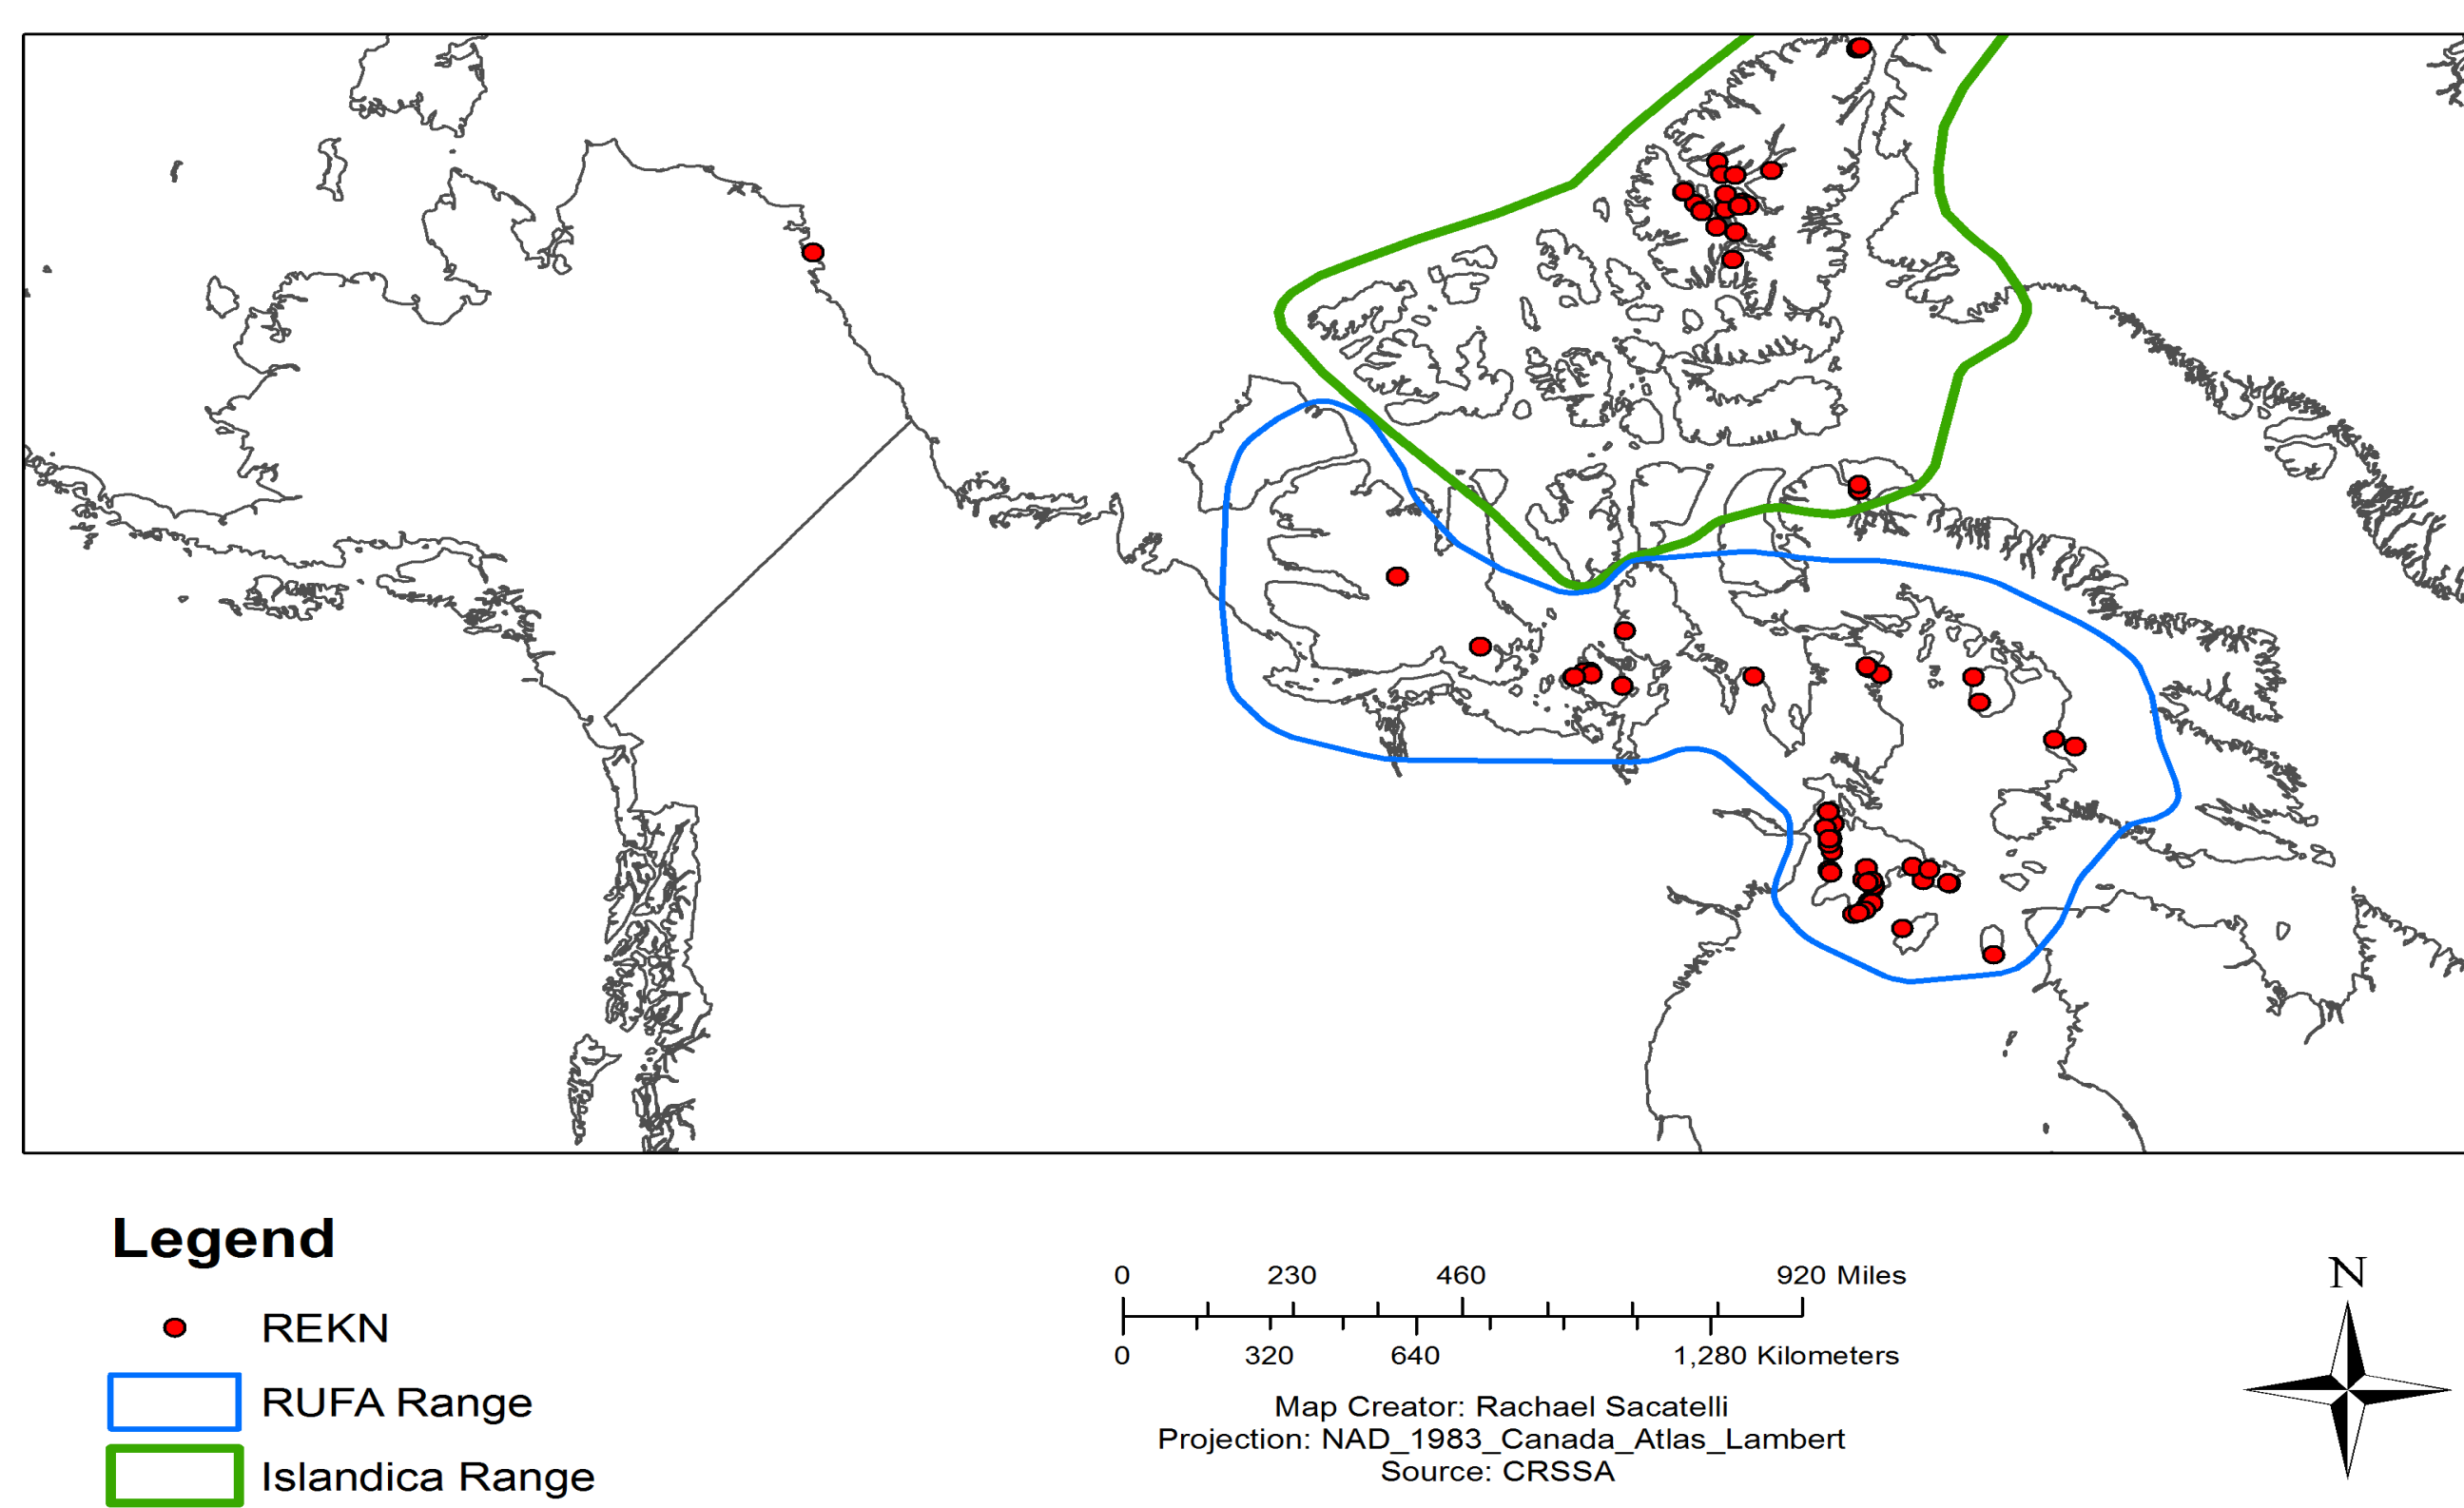 Legend
REKN
RUFA Range
Islandica Range
0 230 460 920 Miles
0 320 640 1,280 Kilometers
Map Creator: Rachael Sacatelli
Projection: NAD_1983_Canada_Atlas_Lambert
Source: CRSSA
N